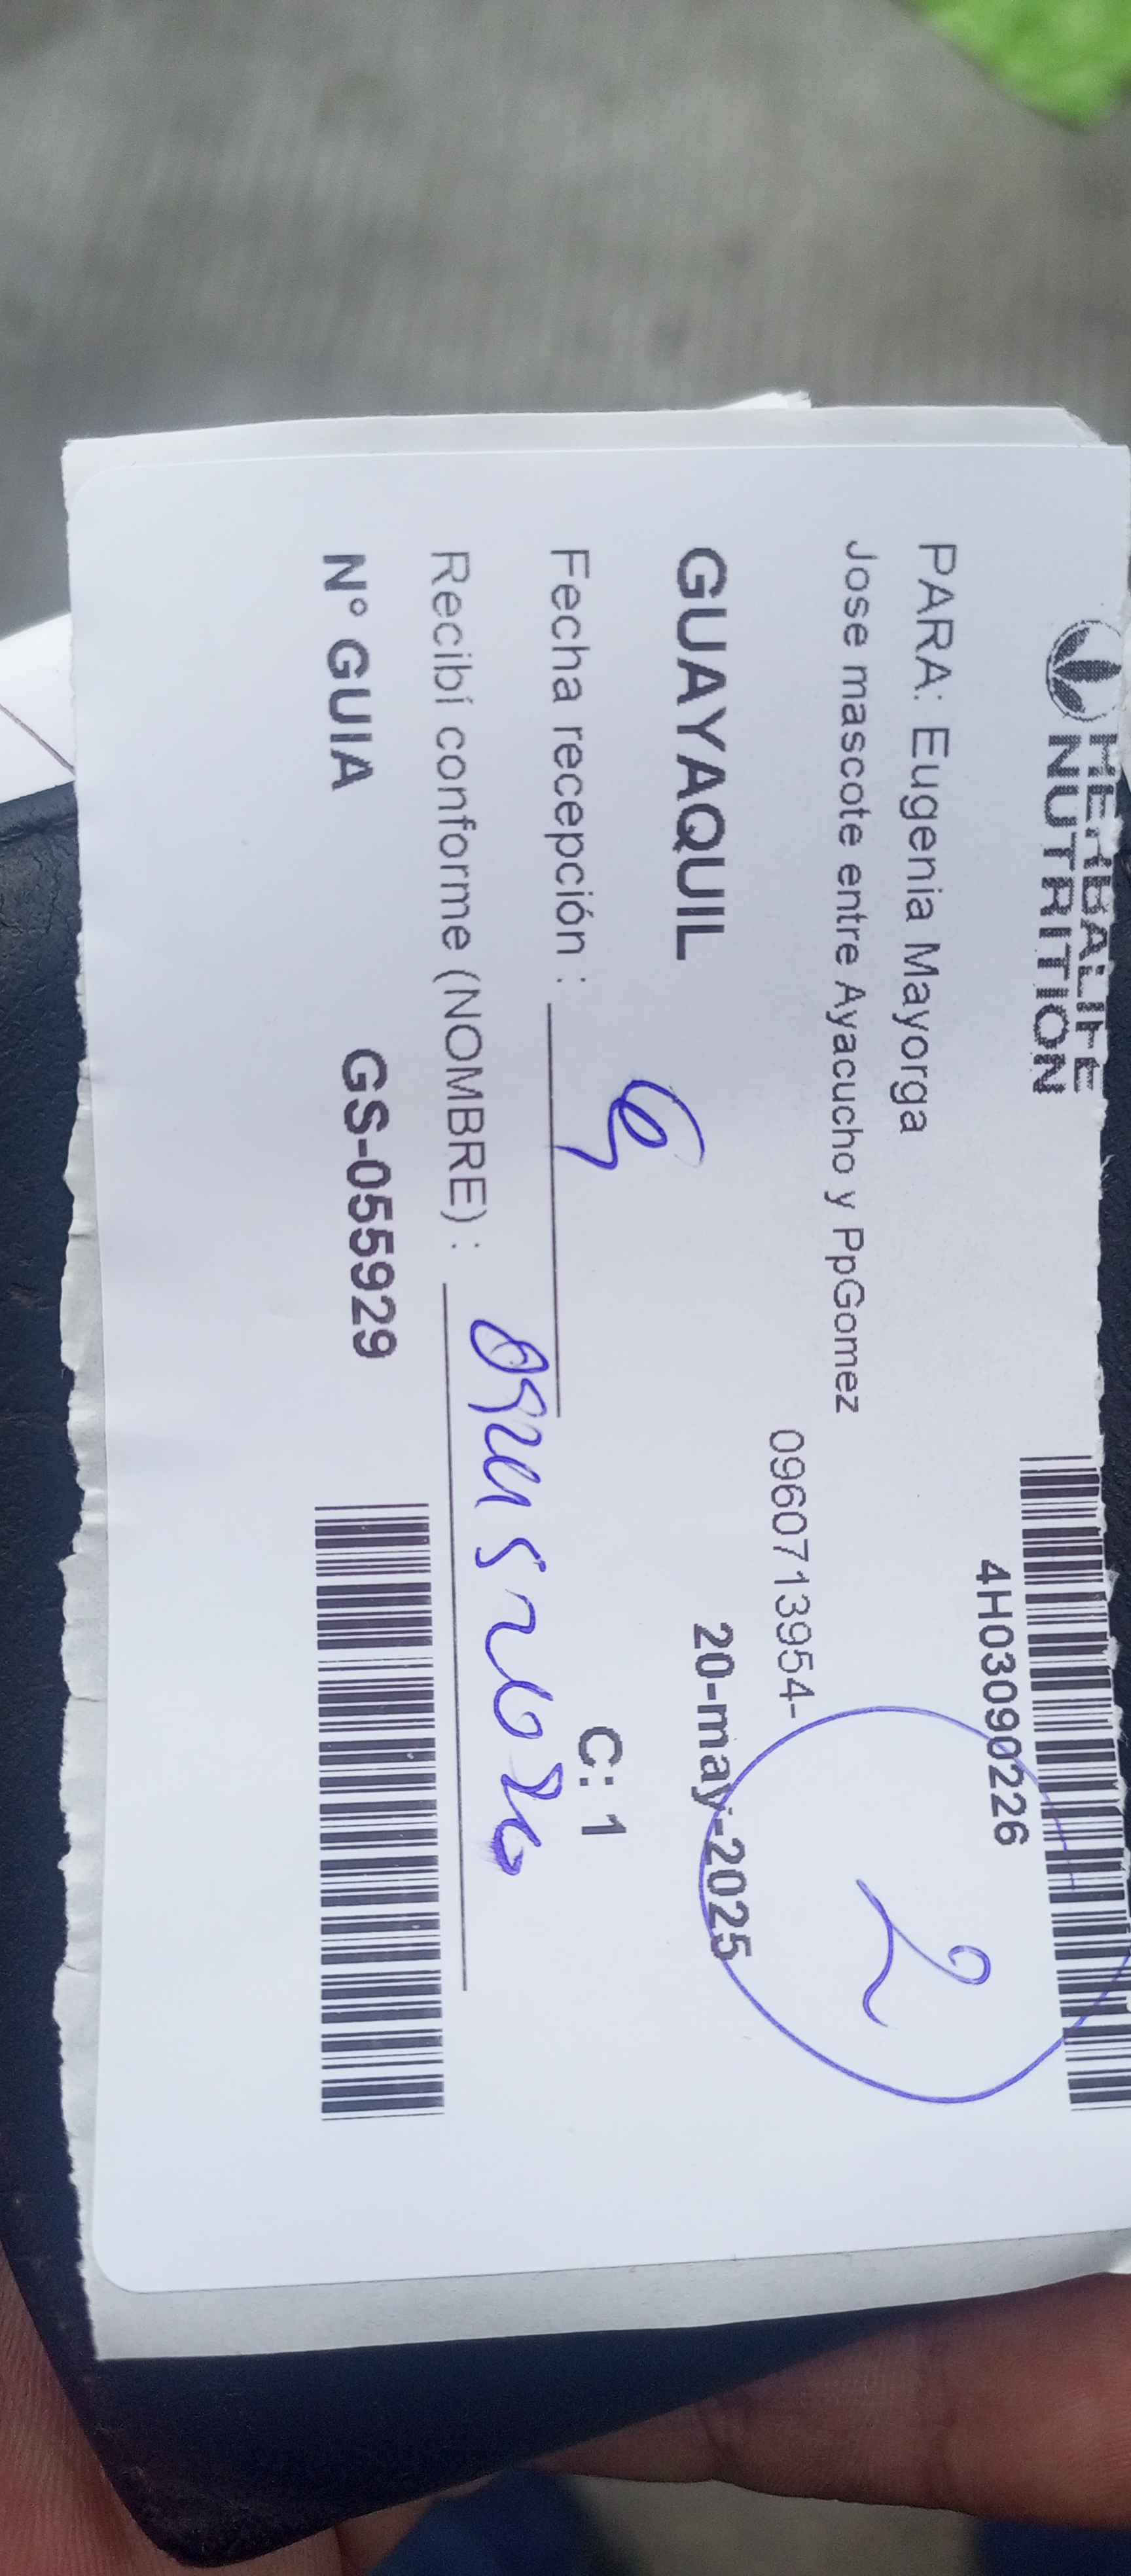 HERBALIFE
NUTRITION
4H03090226
PARA: Eugenia Mayorga
Jose mascote entre Ayacucho y PpGomez
0960713954-
2
GUAYAQUIL
20-may-2025
Fecha recepción :
C: 1
Recibí conforme (NOMBRE) :
N° GUIA GS-055929